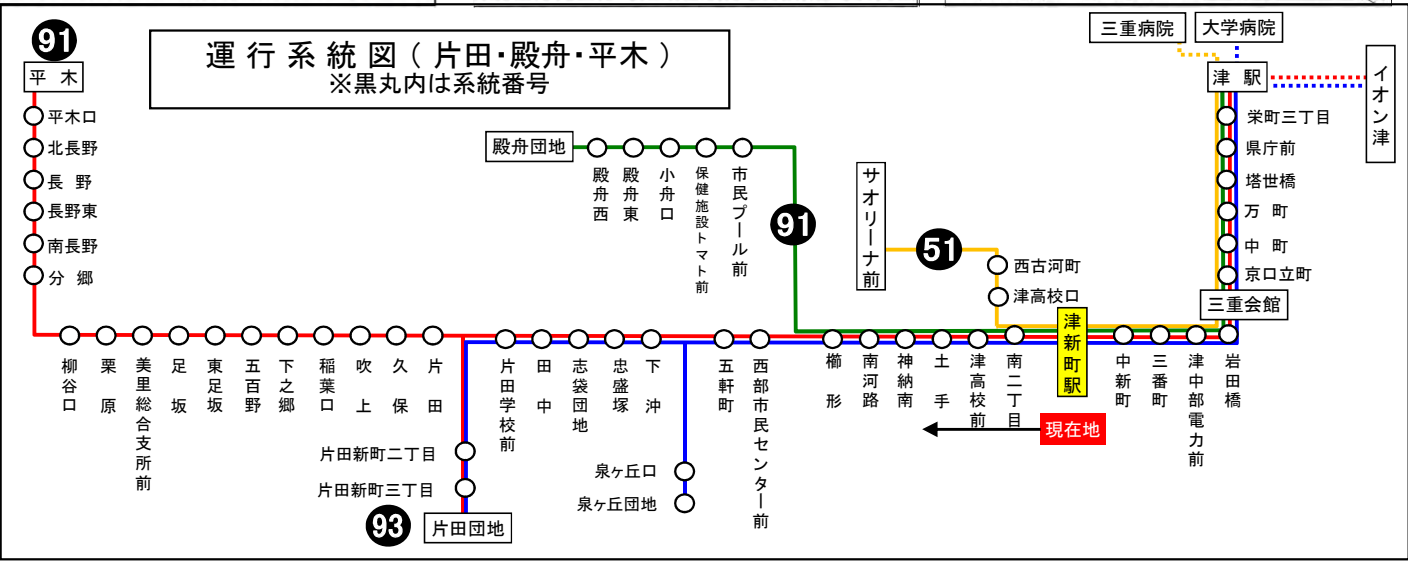 運行系統図（片田・殿舟・平木）
※黒丸内は系統番号
91
平木
平木口
北長野
長野
長野東
南長野
分郷
柳谷口
栗原
美里総合支所前
足坂
東足坂
五百野
下之郷
稲葉口
吹上
久保
片田
片田新町二丁目
片田新町三丁目
93
片田団地
片田学校前
田中
志袋団地
忠盛塚
下沖
泉ヶ丘口
泉ヶ丘団地
五軒町
西部市民センター前
殿舟団地
殿舟西
殿舟東
小舟口
保健施設トマト前
市民プール前
91
櫛形
南河路
神納南
土手
津高校前
南二丁目
サオリーナ前
51
西古河町
津高校口
津新町駅
現在地
中新町
三番町
津中部電力前
岩田橋
三重会館
京口立町
中町
万町
塔世橋
県庁前
栄町三丁目
津駅
三重病院
大学病院
イオン津